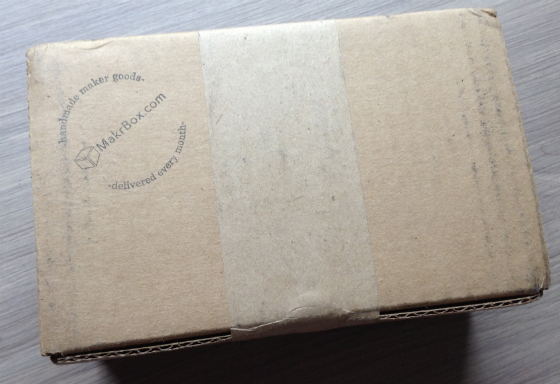 ·handmade maker goods·
MakrBox.com
·delivered every month·